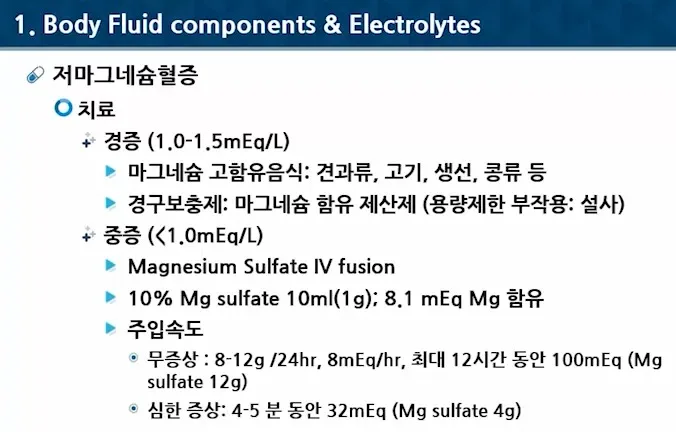 1. Body Fluid components & Electrolytes
저마그네슘혈증
치료
경증 (1.0-1.5mEq/L)
마그네슘 고함유음식: 견과류, 고기, 생선, 콩류 등
경구보충제: 마그네슘 함유 제산제 (용량제한 부작용: 설사)
중증 (<1.0mEq/L)
Magnesium Sulfate IV fusion
10% Mg sulfate 10ml(1g); 8.1 mEq Mg 함유
주입속도
무증상 : 8-12g /24hr, 8mEq/hr, 최대 12시간 동안 100mEq (Mg
sulfate 12g)
심한 증상: 4-5 분 동안 32mEq (Mg sulfate 4g)